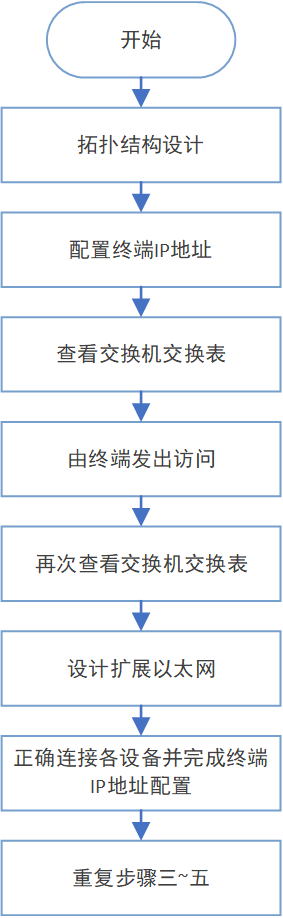 开始
拓扑结构设计
配置终端IP地址
查看交换机交换表
由终端发出访问
再次查看交换机交换表
设计扩展以太网
正确连接各设备并完成终端
IP地址配置
重复步骤三~五